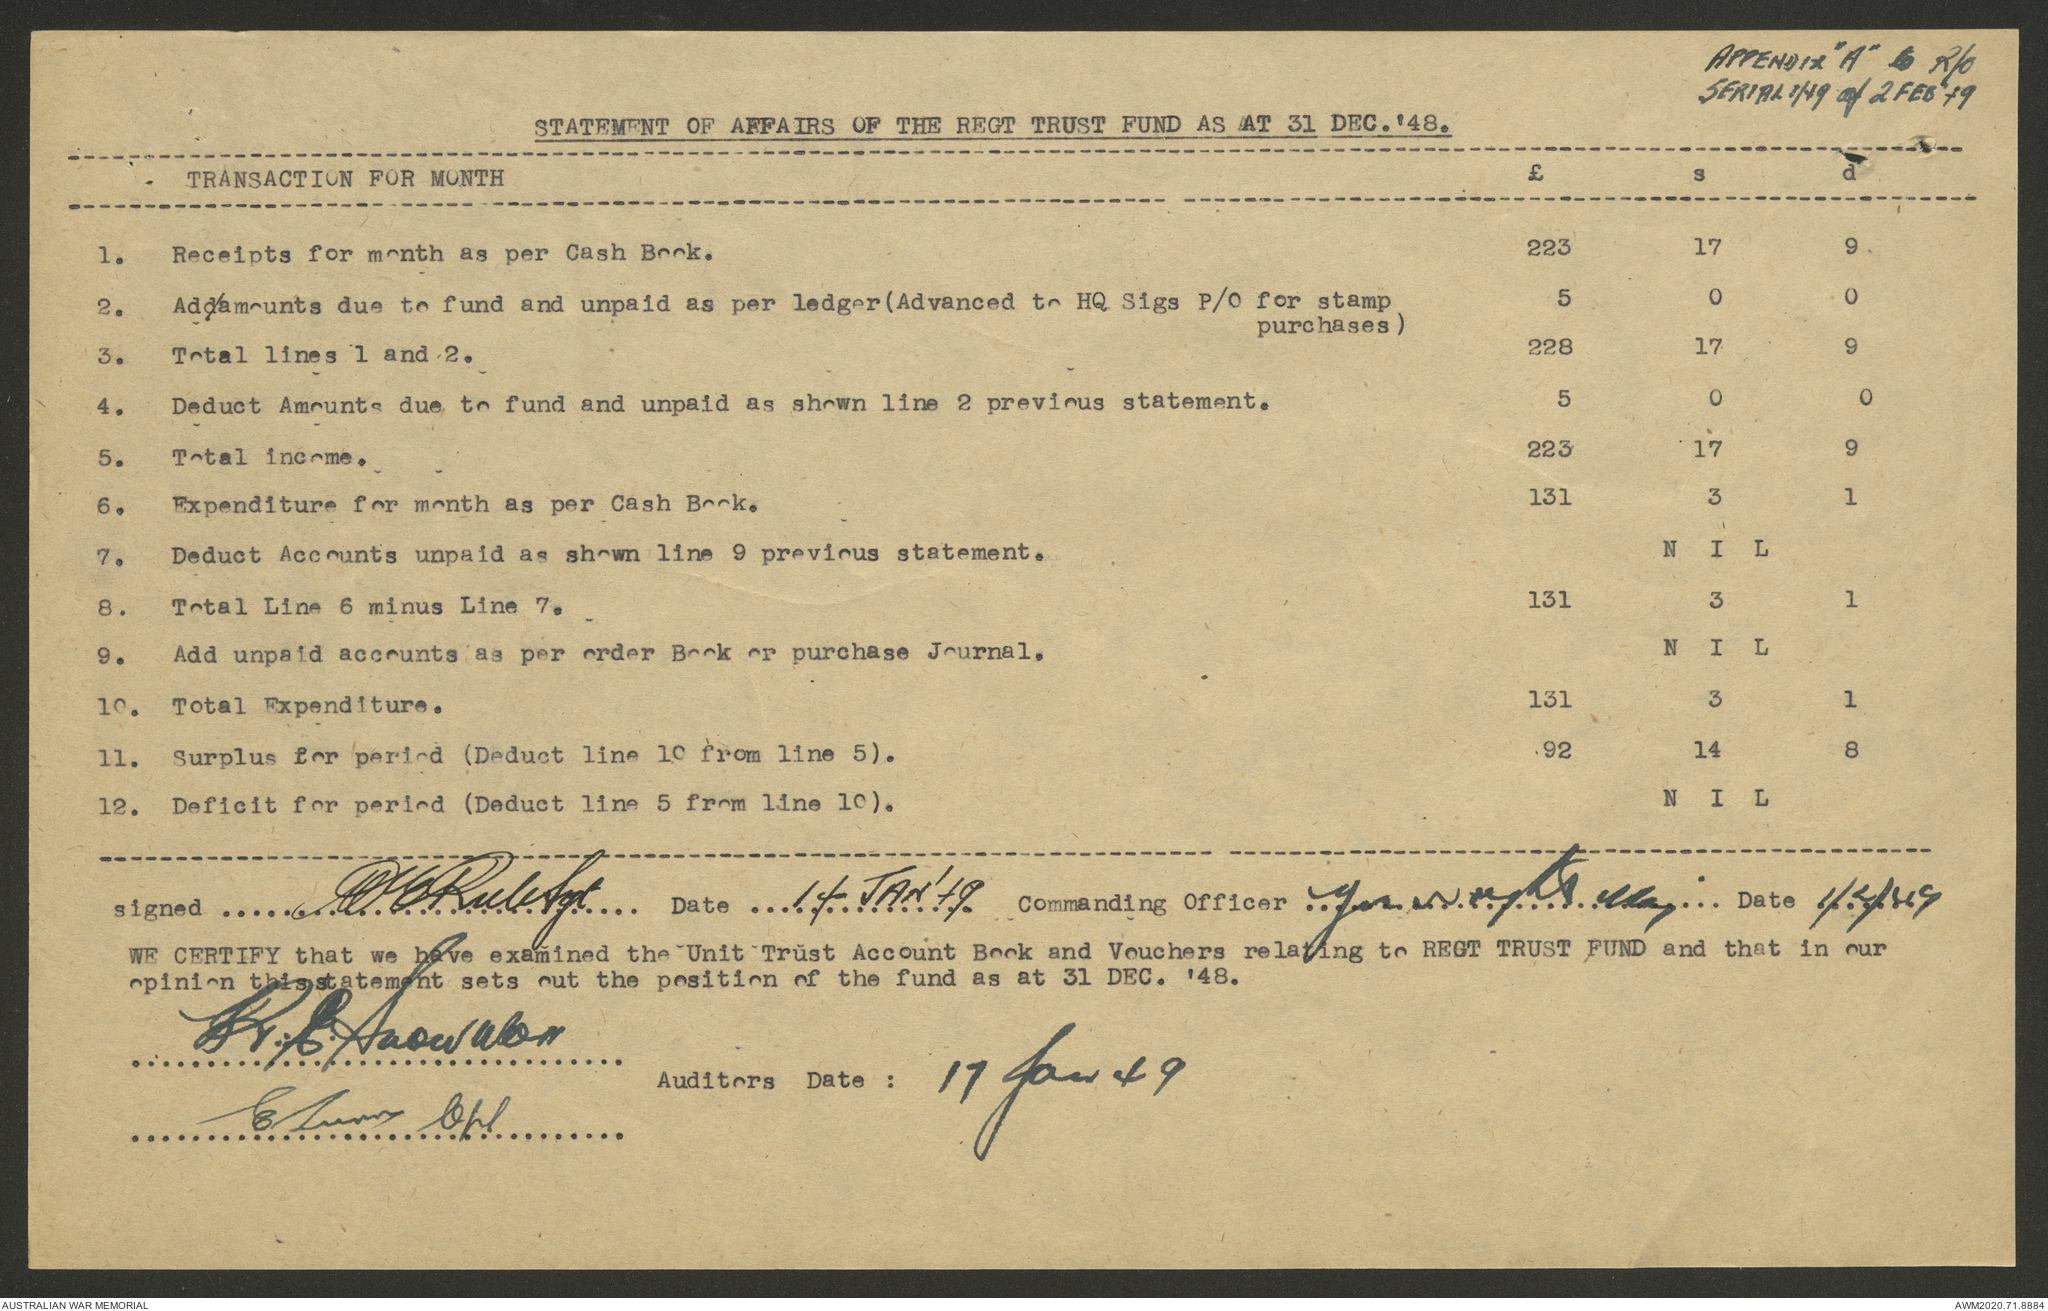 APPENDIX "A" to R/O
SERIAL 1/49 of 2 FEB '49
STATEMENT OF AFFAIRS OF THE REGT TRUST FUND AS AT 31 DEC.'48.
TRANSACTION FOR MONTH £ s d
1. Receipts for month as per Cash Book. 223 17 9
2. Add/amounts due to fund and unpaid as per ledger(Advanced to HQ Sigs P/O for stamp 5 0 0
purchases)
3. Total lines 1 and 2. 228 17 9
4. Deduct Amounts due to fund and unpaid as shown line 2 previous statement. 5 0 0
5. Total income. 223 17 9
6. Expenditure for month as per Cash Book. 131 3 1
7. Deduct Accounts unpaid as shown line 9 previous statement. N I L
8. Total Line 6 minus Line 7. 131 3 1
9. Add unpaid accounts as per order Book or purchase Journal. N I L
10. Total Expenditure. 131 3 1
11. Surplus for period (Deduct line 10 from line 5). 92 14 8
12. Deficit for period (Deduct line 5 from line 10). N I L
signed Sgt Date 14 JAN '49 Commanding Officer Maj Date 1/2/49
WE CERTIFY that we have examined the Unit Trust Account Book and Vouchers relating to REGT TRUST FUND and that in our
opinion thisstatement sets out the position of the fund as at 31 DEC. '48.
Snowdon
Auditors Date : 17 Jan 49
Cpl
AUSTRALIAN WAR MEMORIAL AWM2020.71.8884